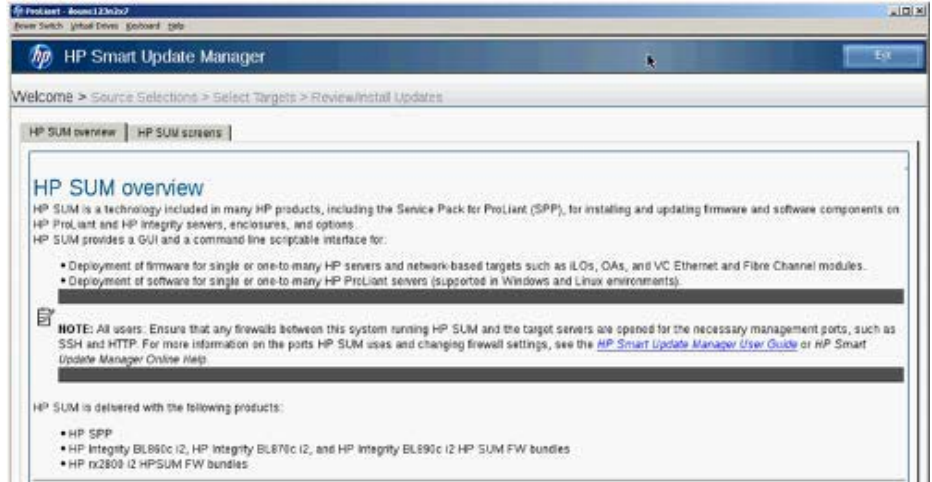 ProLiant - ilousc123n2x7
Power Switch Virtual Drives Keyboard Help
hp HP Smart Update Manager
Exit
Welcome > Source Selections > Select Targets > Review/Install Updates
HP SUM overview HP SUM screens
HP SUM overview
HP SUM is a technology included in many HP products, including the Service Pack for ProLiant (SPP), for installing and updating firmware and software components on
HP ProLiant and HP Integrity servers, enclosures, and options.
HP SUM provides a GUI and a command line scriptable interface for:
• Deployment of firmware for single or one-to-many HP servers and network-based targets such as iLOs, OAs, and VC Ethernet and Fibre Channel modules.
• Deployment of software for single or one-to-many HP ProLiant servers (supported in Windows and Linux environments).
NOTE: All users: Ensure that any firewalls between this system running HP SUM and the target servers are opened for the necessary management ports, such as
SSH and HTTP. For more information on the ports HP SUM uses and changing firewall settings, see the HP Smart Update Manager User Guide or HP Smart
Update Manager Online Help.
HP SUM is delivered with the following products:
• HP SPP
• HP Integrity BL860c i2, HP Integrity BL870c i2, and HP Integrity BL890c i2 HP SUM FW bundles
• HP rx2800 i2 HPSUM FW bundles